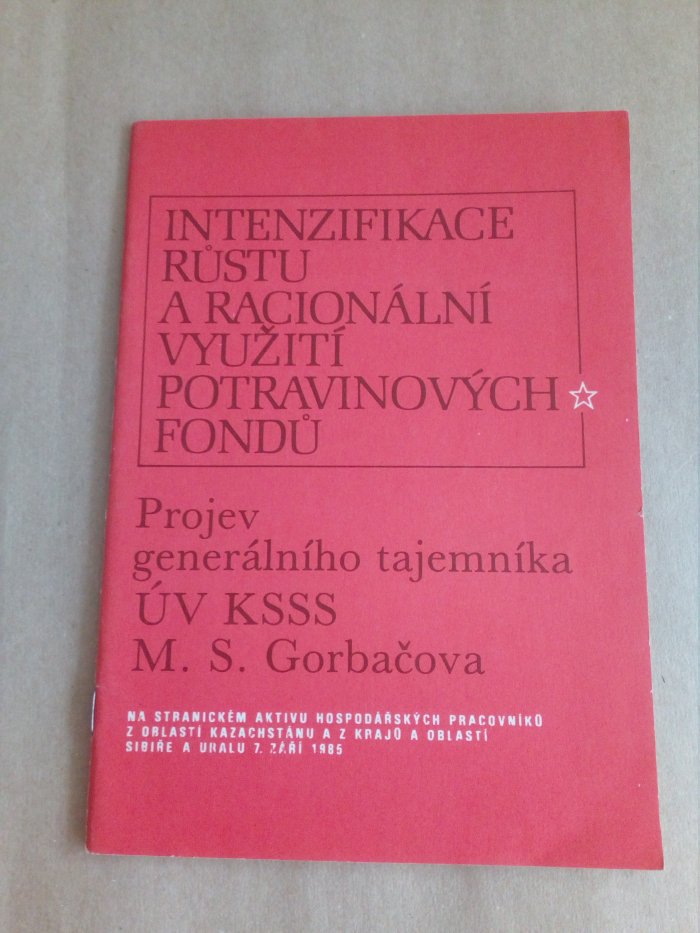 INTENZIFIKACE
RŮSTU
A RACIONÁLNÍ
VYUŽITÍ
POTRAVINOVÝCH
FONDŮ
Projev
generálního tajemníka
ÚV KSSS
M. S. Gorbačova
NA STRANICKÉM AKTIVU HOSPODÁŘSKÝCH PRACOVNÍKŮ
Z OBLASTÍ KAZACHSTÁNU A Z KRAJŮ A OBLASTÍ
SIBIŘE A URALU 7. ZÁŘÍ 1985